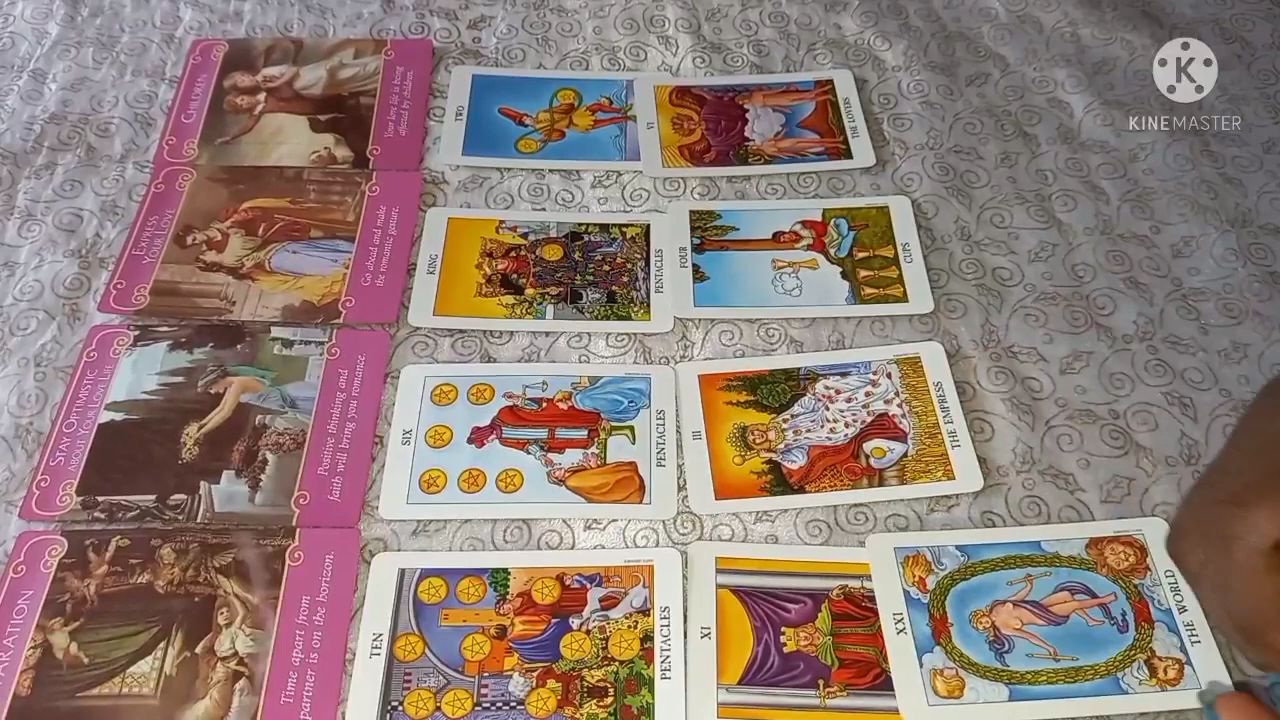 KINEMASTER
CHILDREN
Your love life is being
affected by children.
TWO
VI
THE LOVERS
EXPRESS
YOUR LOVE
Go ahead and make
the romantic gesture.
KING
PENTACLES
FOUR
CUPS
STAY OPTIMISTIC
ABOUT YOUR LOVE LIFE
Positive thinking and
faith will bring you romance.
SIX
PENTACLES
III
THE EMPRESS
ARATION
Time apart from
partner is on the horizon.
TEN
PENTACLES
XI
XXI
THE WORLD